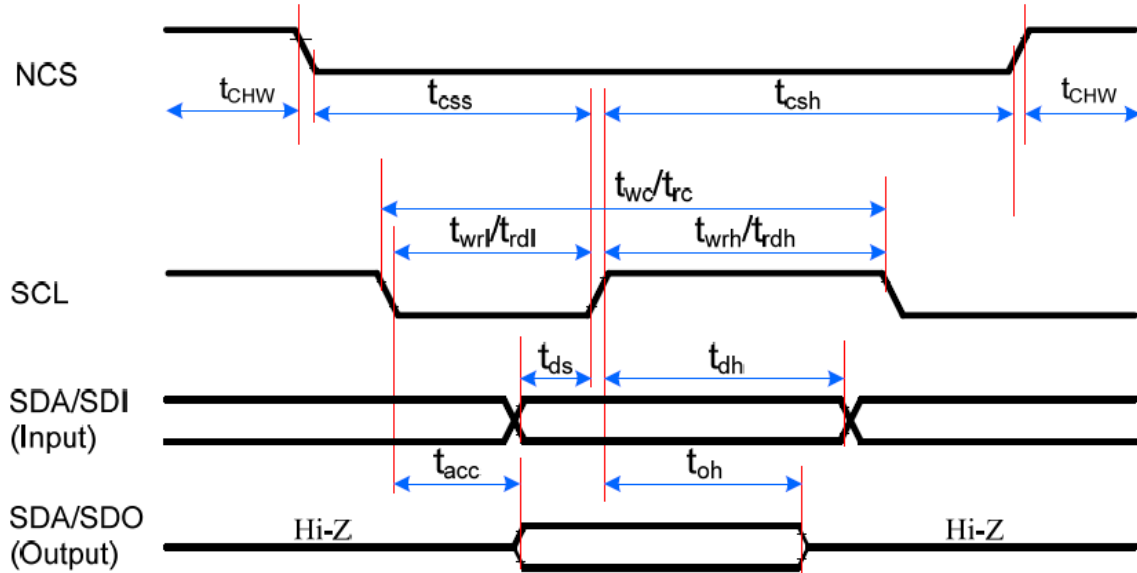 NCS
tCHW
tcss
tcsh
tCHW
twc/trc
twrl/trdl
twrh/trdh
SCL
tds
tdh
SDA/SDI
(Input)
tacc
toh
SDA/SDO
(Output)
Hi-Z
Hi-Z